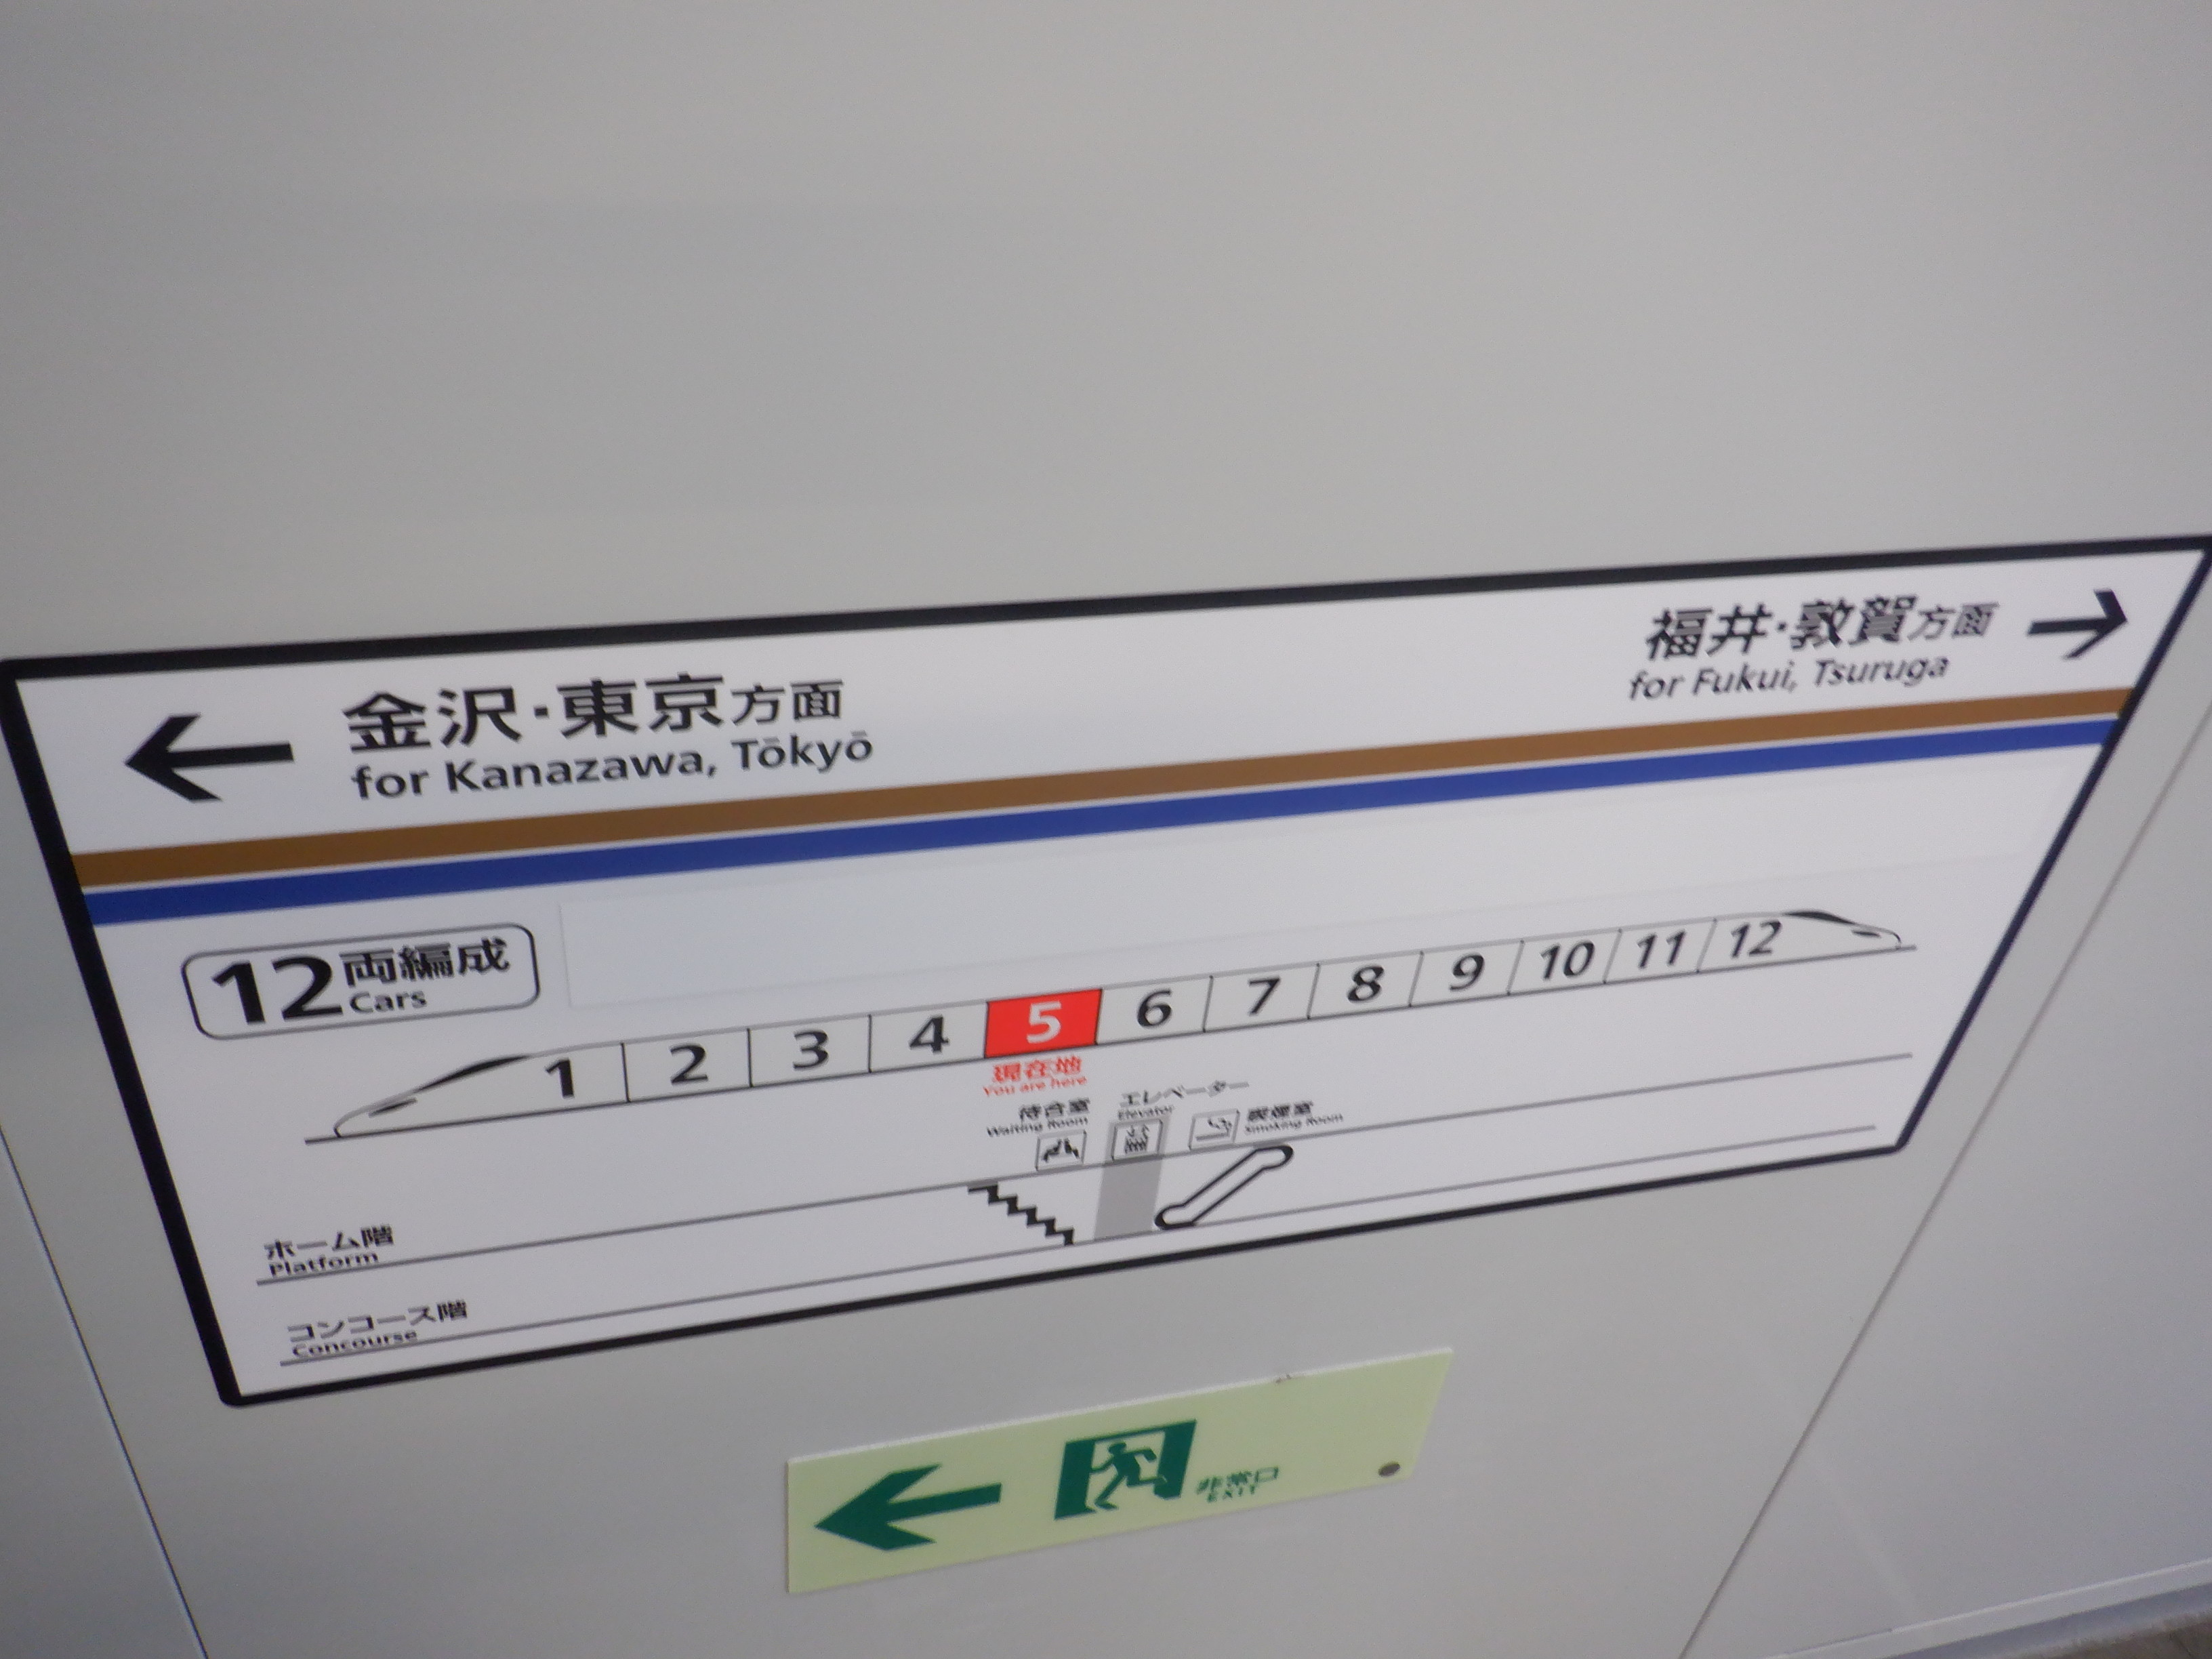 金沢・東京方面
for Kanazawa, Tōkyō
福井・敦賀方面
for Fukui, Tsuruga
12両編成
Cars
1 2 3 4 5 6 7 8 9 10 11 12
現在地
You are here
待合室
Waiting Room
エレベーター
Elevator
喫煙室
Smoking Room
ホーム階
Platform
コンコース階
Concourse
非常口
EXIT